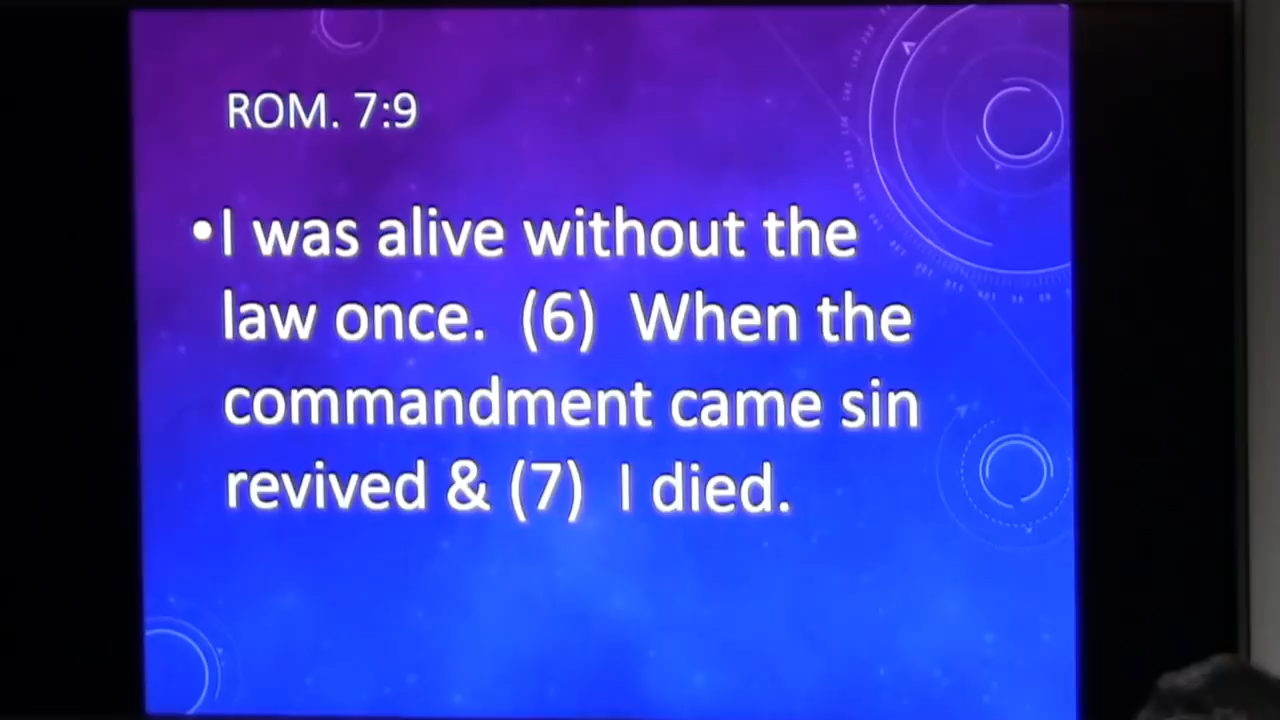 ROM. 7:9
•I was alive without the
law once.  (6)  When the
commandment came sin
revived & (7)  I died.